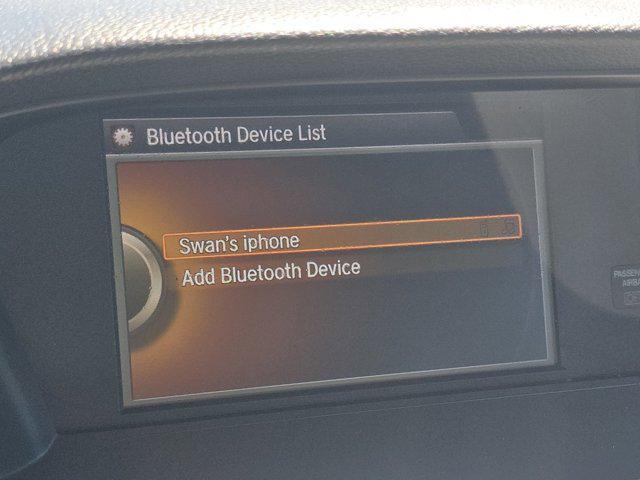 Bluetooth Device List
Swan's iphone
Add Bluetooth Device